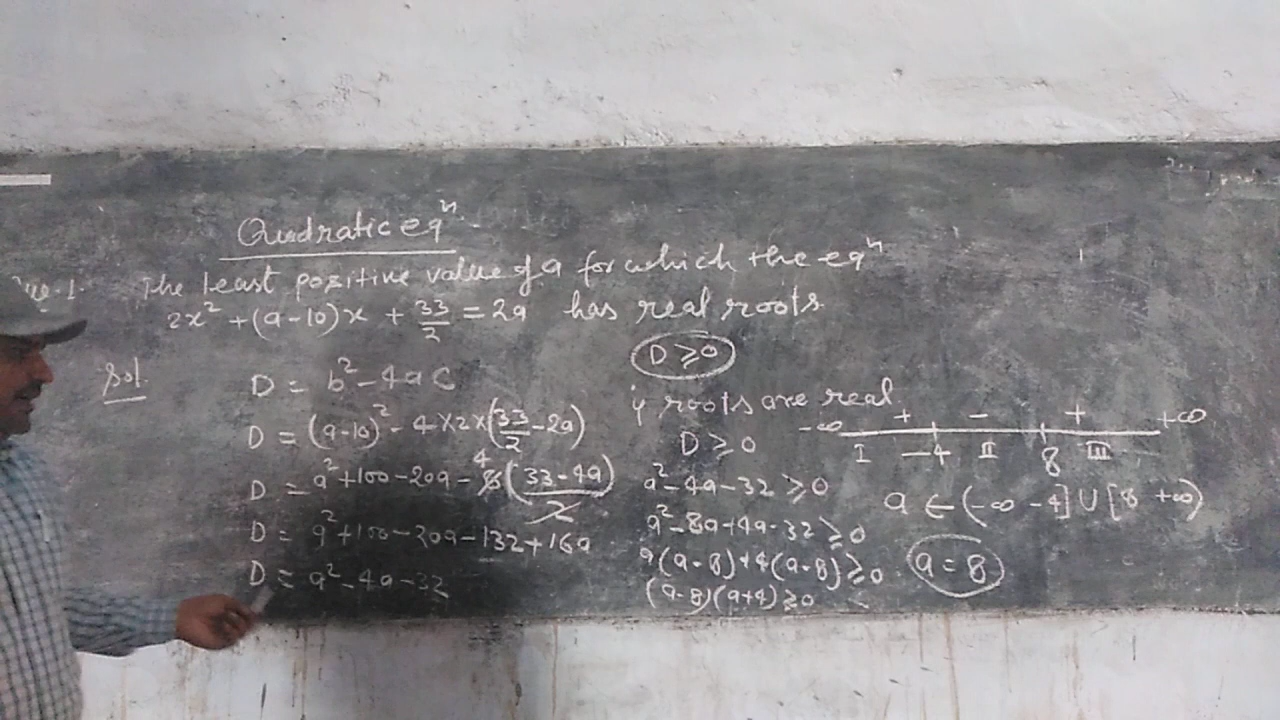 Quadratic eqⁿ.
Que.1. The least positive value of a for which the eqⁿ
2x² + (a-10)x + 33/2 = 2a has real roots.
Sol.
D = b² - 4ac
D = (a-10)² - 4×2×(33/2 - 2a)
D = a² + 100 - 20a - 8 4 (33-4a)/2
D = a² + 100 - 20a - 132 + 16a
D = a² - 4a - 32
D ≥ 0
if roots are real.
D ≥ 0
a² - 4a - 32 ≥ 0
a² - 8a + 4a - 32 ≥ 0
a(a-8) + 4(a-8) ≥ 0
(a-8)(a+4) ≥ 0
+ - +
-∞ +∞
I -4 II 8 III
a ∈ (-∞ -4] ∪ [8 +∞)
a = 8